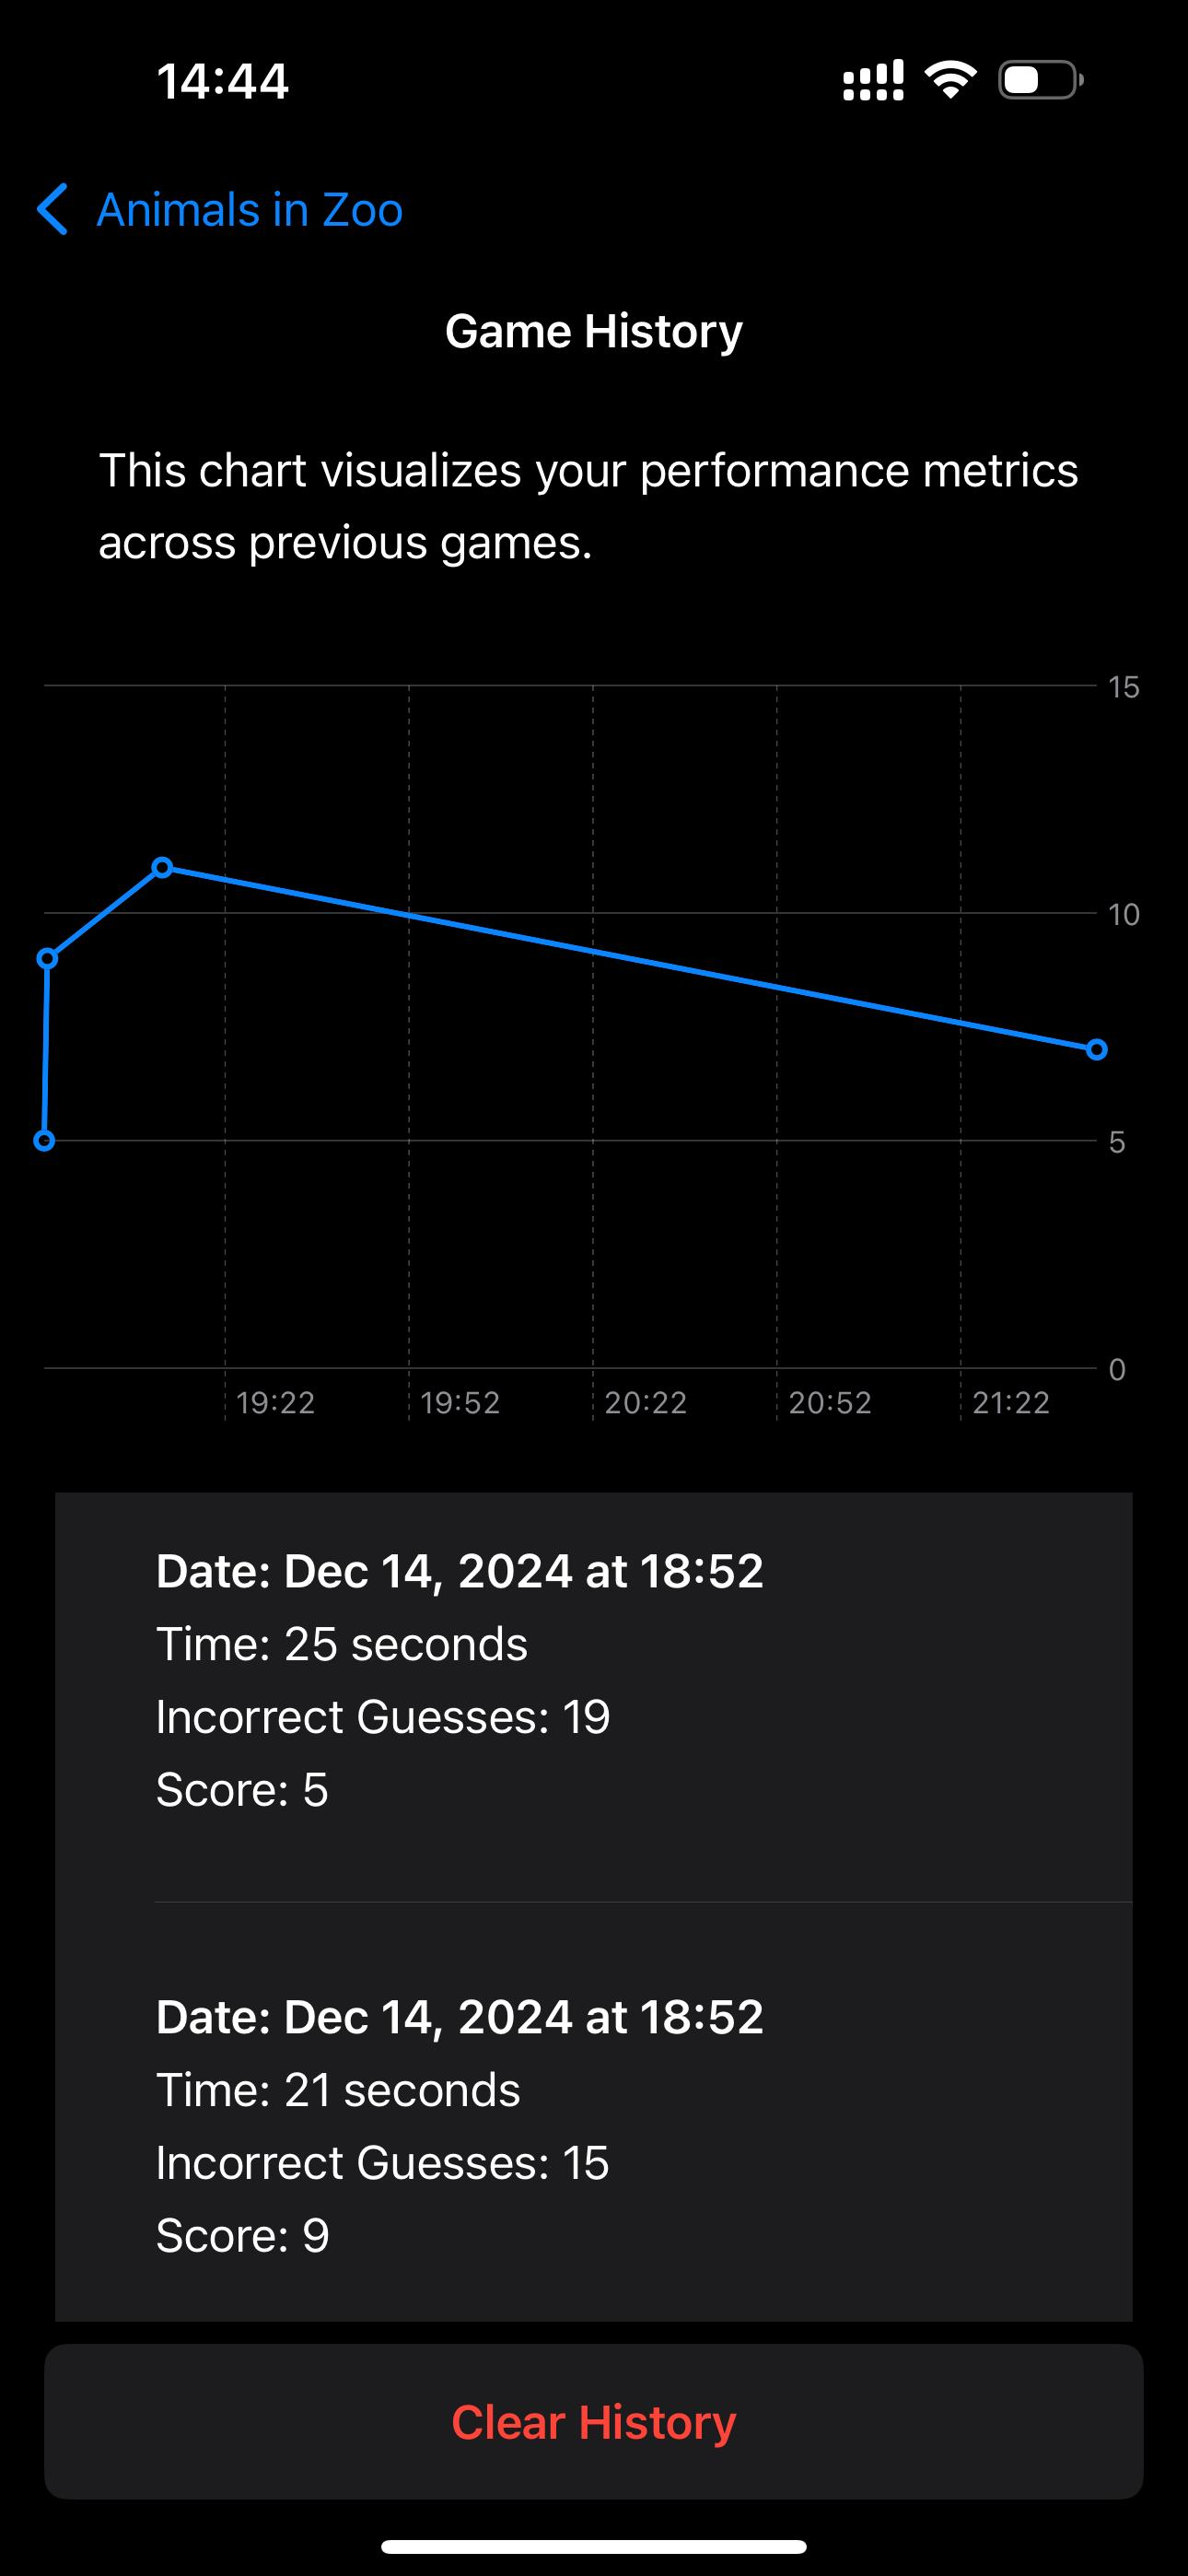 14:44
Animals in Zoo
Game History
This chart visualizes your performance metrics
across previous games.
15
10
5
0
19:22 19:52 20:22 20:52 21:22
Date: Dec 14, 2024 at 18:52
Time: 25 seconds
Incorrect Guesses: 19
Score: 5
Date: Dec 14, 2024 at 18:52
Time: 21 seconds
Incorrect Guesses: 15
Score: 9
Clear History